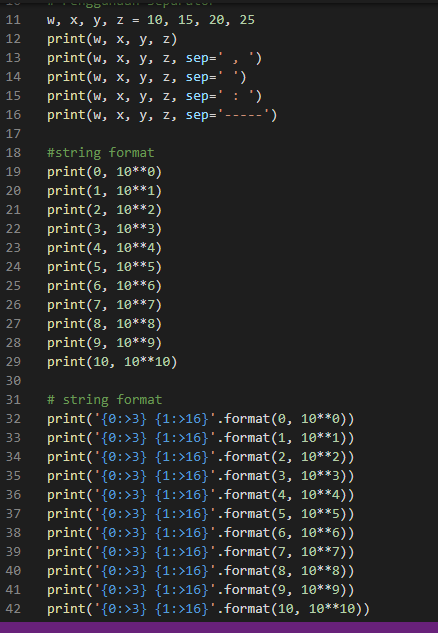 11 w, x, y, z = 10, 15, 20, 25
12 print(w, x, y, z)
13 print(w, x, y, z, sep=' , ')
14 print(w, x, y, z, sep=' ')
15 print(w, x, y, z, sep=' : ')
16 print(w, x, y, z, sep='-----')
17
18 #string format
19 print(0, 10**0)
20 print(1, 10**1)
21 print(2, 10**2)
22 print(3, 10**3)
23 print(4, 10**4)
24 print(5, 10**5)
25 print(6, 10**6)
26 print(7, 10**7)
27 print(8, 10**8)
28 print(9, 10**9)
29 print(10, 10**10)
30
31 # string format
32 print('{0:>3} {1:>16}'.format(0, 10**0))
33 print('{0:>3} {1:>16}'.format(1, 10**1))
34 print('{0:>3} {1:>16}'.format(2, 10**2))
35 print('{0:>3} {1:>16}'.format(3, 10**3))
36 print('{0:>3} {1:>16}'.format(4, 10**4))
37 print('{0:>3} {1:>16}'.format(5, 10**5))
38 print('{0:>3} {1:>16}'.format(6, 10**6))
39 print('{0:>3} {1:>16}'.format(7, 10**7))
40 print('{0:>3} {1:>16}'.format(8, 10**8))
41 print('{0:>3} {1:>16}'.format(9, 10**9))
42 print('{0:>3} {1:>16}'.format(10, 10**10))